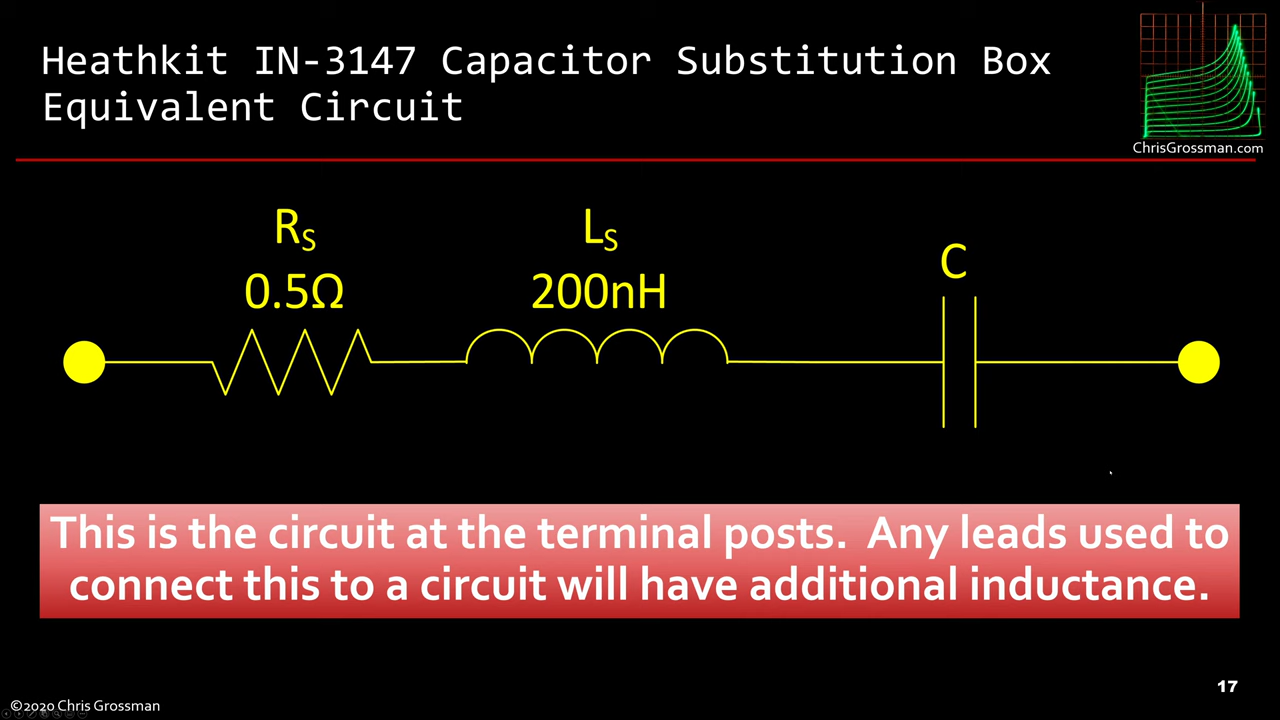 Heathkit IN-3147 Capacitor Substitution Box
Equivalent Circuit
ChrisGrossman.com
RS
0.5Ω
LS
200nH
C
This is the circuit at the terminal posts.  Any leads used to
connect this to a circuit will have additional inductance.
17
©2020 Chris Grossman